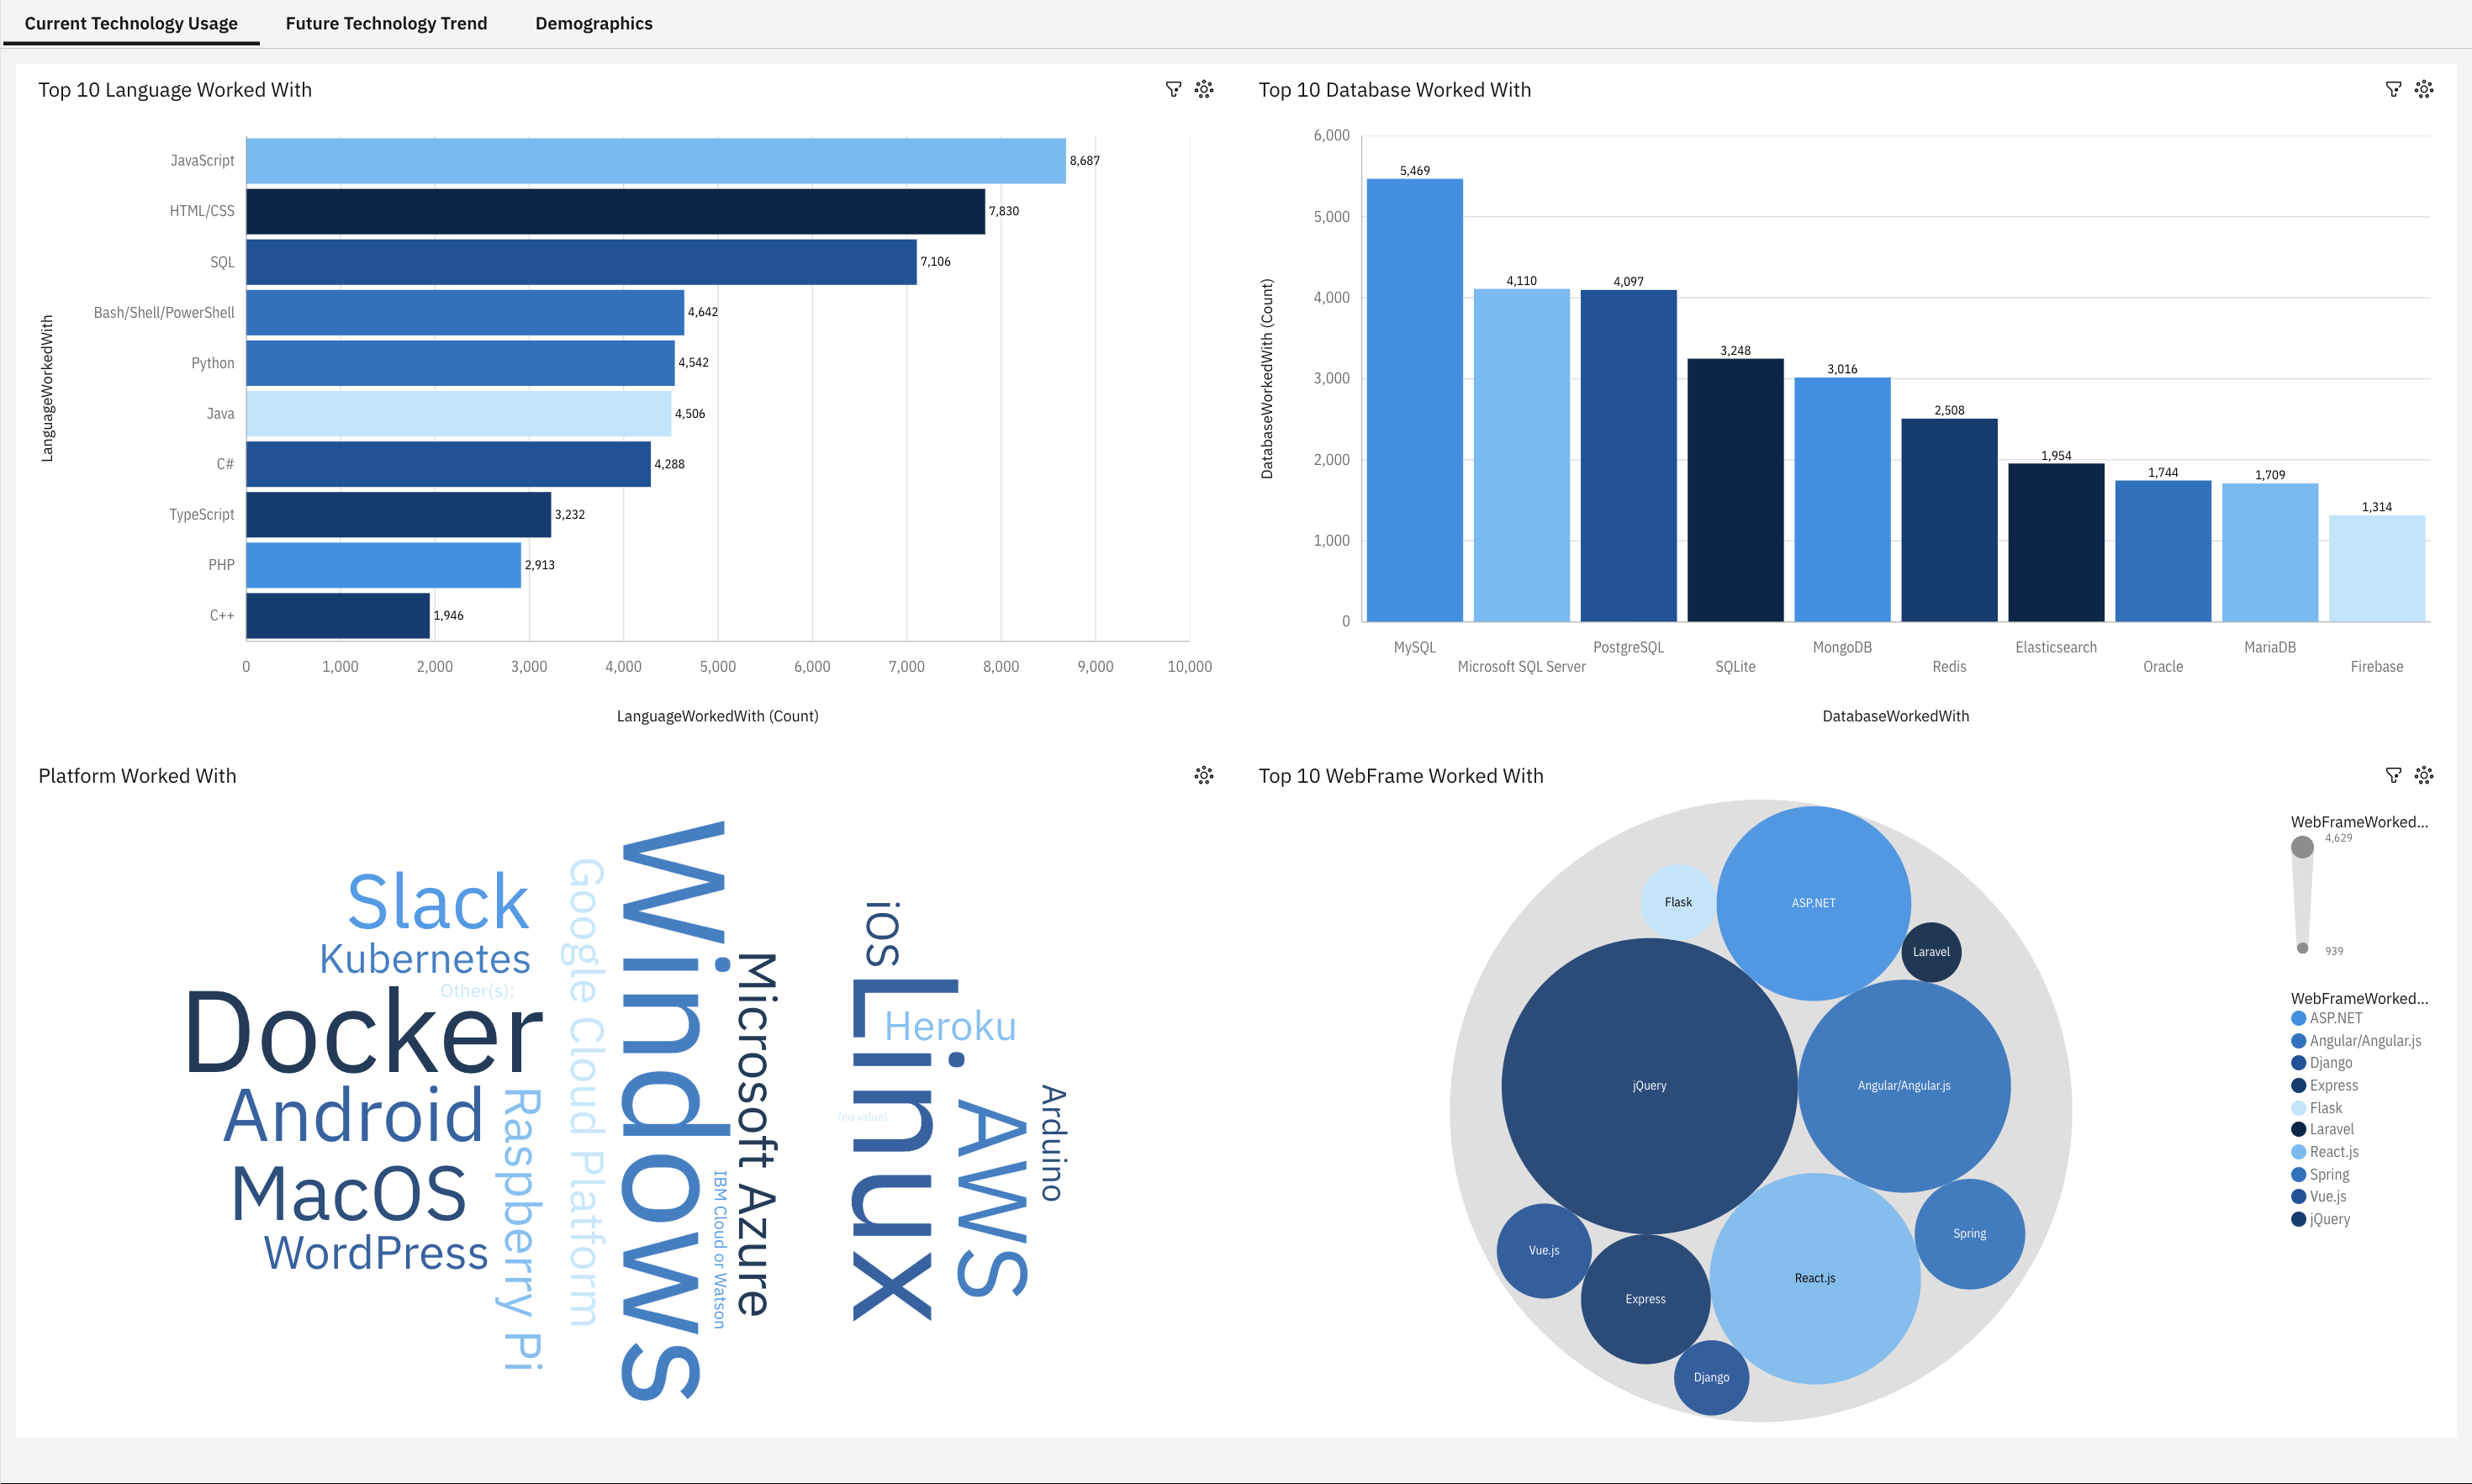 Current Technology Usage
Future Technology Trend
Demographics
Top 10 Language Worked With
LanguageWorkedWith
JavaScript
8,687
HTML/CSS
7,830
SQL
7,106
Bash/Shell/PowerShell
4,642
Python
4,542
Java
4,506
C#
4,288
TypeScript
3,232
PHP
2,913
C++
1,946
0 1,000 2,000 3,000 4,000 5,000 6,000 7,000 8,000 9,000 10,000
LanguageWorkedWith (Count)
Top 10 Database Worked With
DatabaseWorkedWith (Count)
6,000
5,000
4,000
3,000
2,000
1,000
0
5,469
4,110
4,097
3,248
3,016
2,508
1,954
1,744
1,709
1,314
MySQL
Microsoft SQL Server
PostgreSQL
SQLite
MongoDB
Redis
Elasticsearch
Oracle
MariaDB
Firebase
DatabaseWorkedWith
Platform Worked With
Slack
Kubernetes
Other(s):
Docker
Android
MacOS
WordPress
Raspberry Pi
Google Cloud Platform
Windows
IBM Cloud or Watson
Microsoft Azure
iOS
Linux
Heroku
(no value)
AWS
Arduino
Top 10 WebFrame Worked With
Flask
ASP.NET
Laravel
jQuery
Angular/Angular.js
Vue.js
Express
React.js
Spring
Django
WebFrameWorked...
4,629
939
WebFrameWorked...
ASP.NET
Angular/Angular.js
Django
Express
Flask
Laravel
React.js
Spring
Vue.js
jQuery